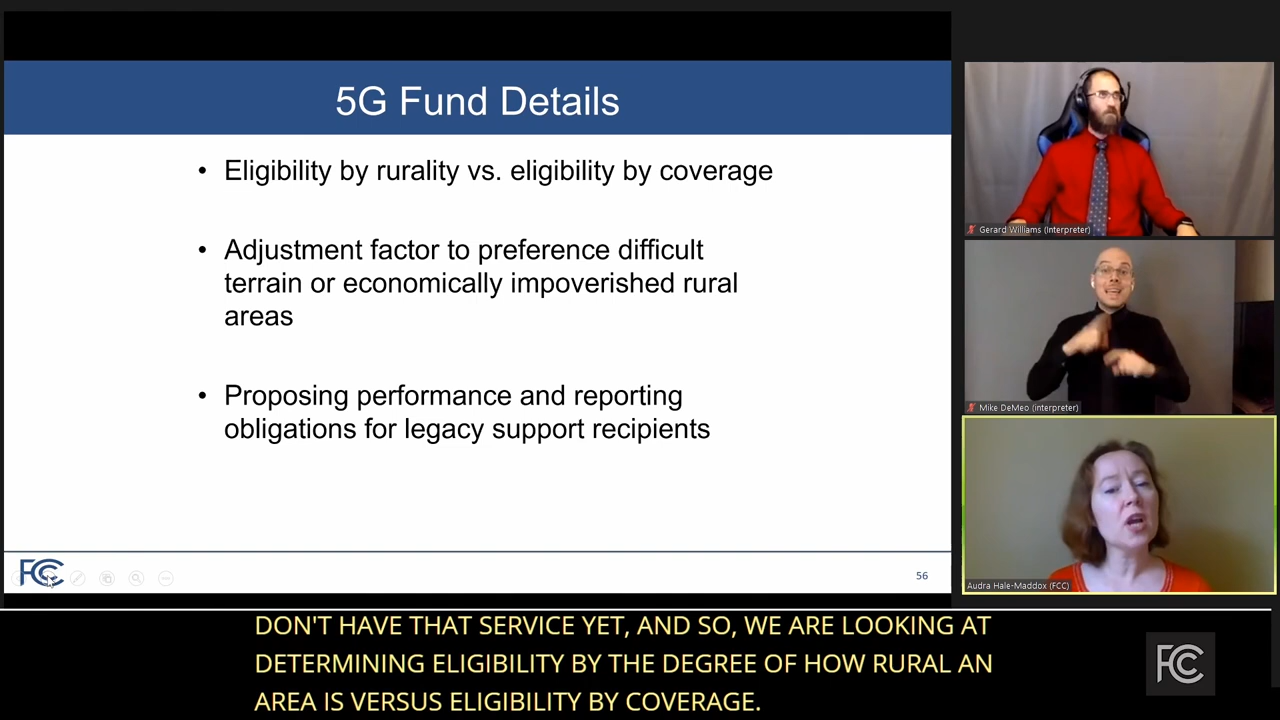 5G Fund Details
• Eligibility by rurality vs. eligibility by coverage
• Adjustment factor to preference difficult
terrain or economically impoverished rural
areas
• Proposing performance and reporting
obligations for legacy support recipients
FCC
56
Gerard Williams (Interpreter)
Mike DeMeo (interpreter)
Audra Hale-Maddox (FCC)
DON'T HAVE THAT SERVICE YET, AND SO, WE ARE LOOKING AT
DETERMINING ELIGIBILITY BY THE DEGREE OF HOW RURAL AN
AREA IS VERSUS ELIGIBILITY BY COVERAGE.
FCC